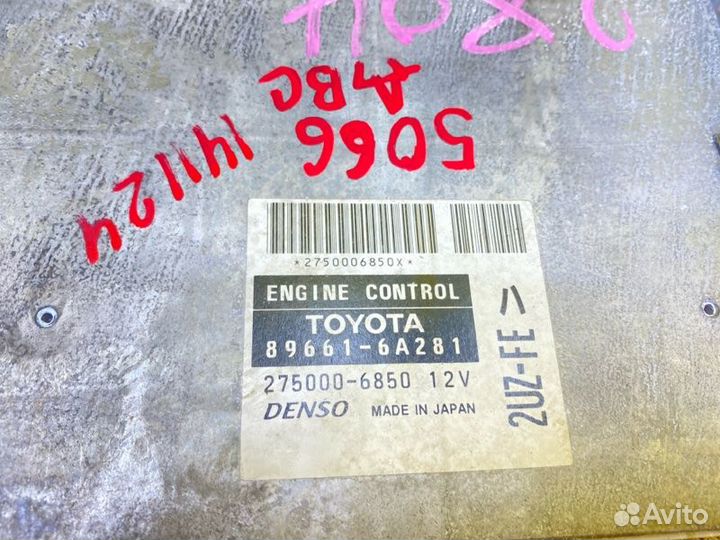 5066
ABC
141124
*2750006850X*
ENGINE CONTROL
TOYOTA
89661-6A281
275000-6850 12V
DENSO MADE IN JAPAN
2UZ-FE ハ
Avito